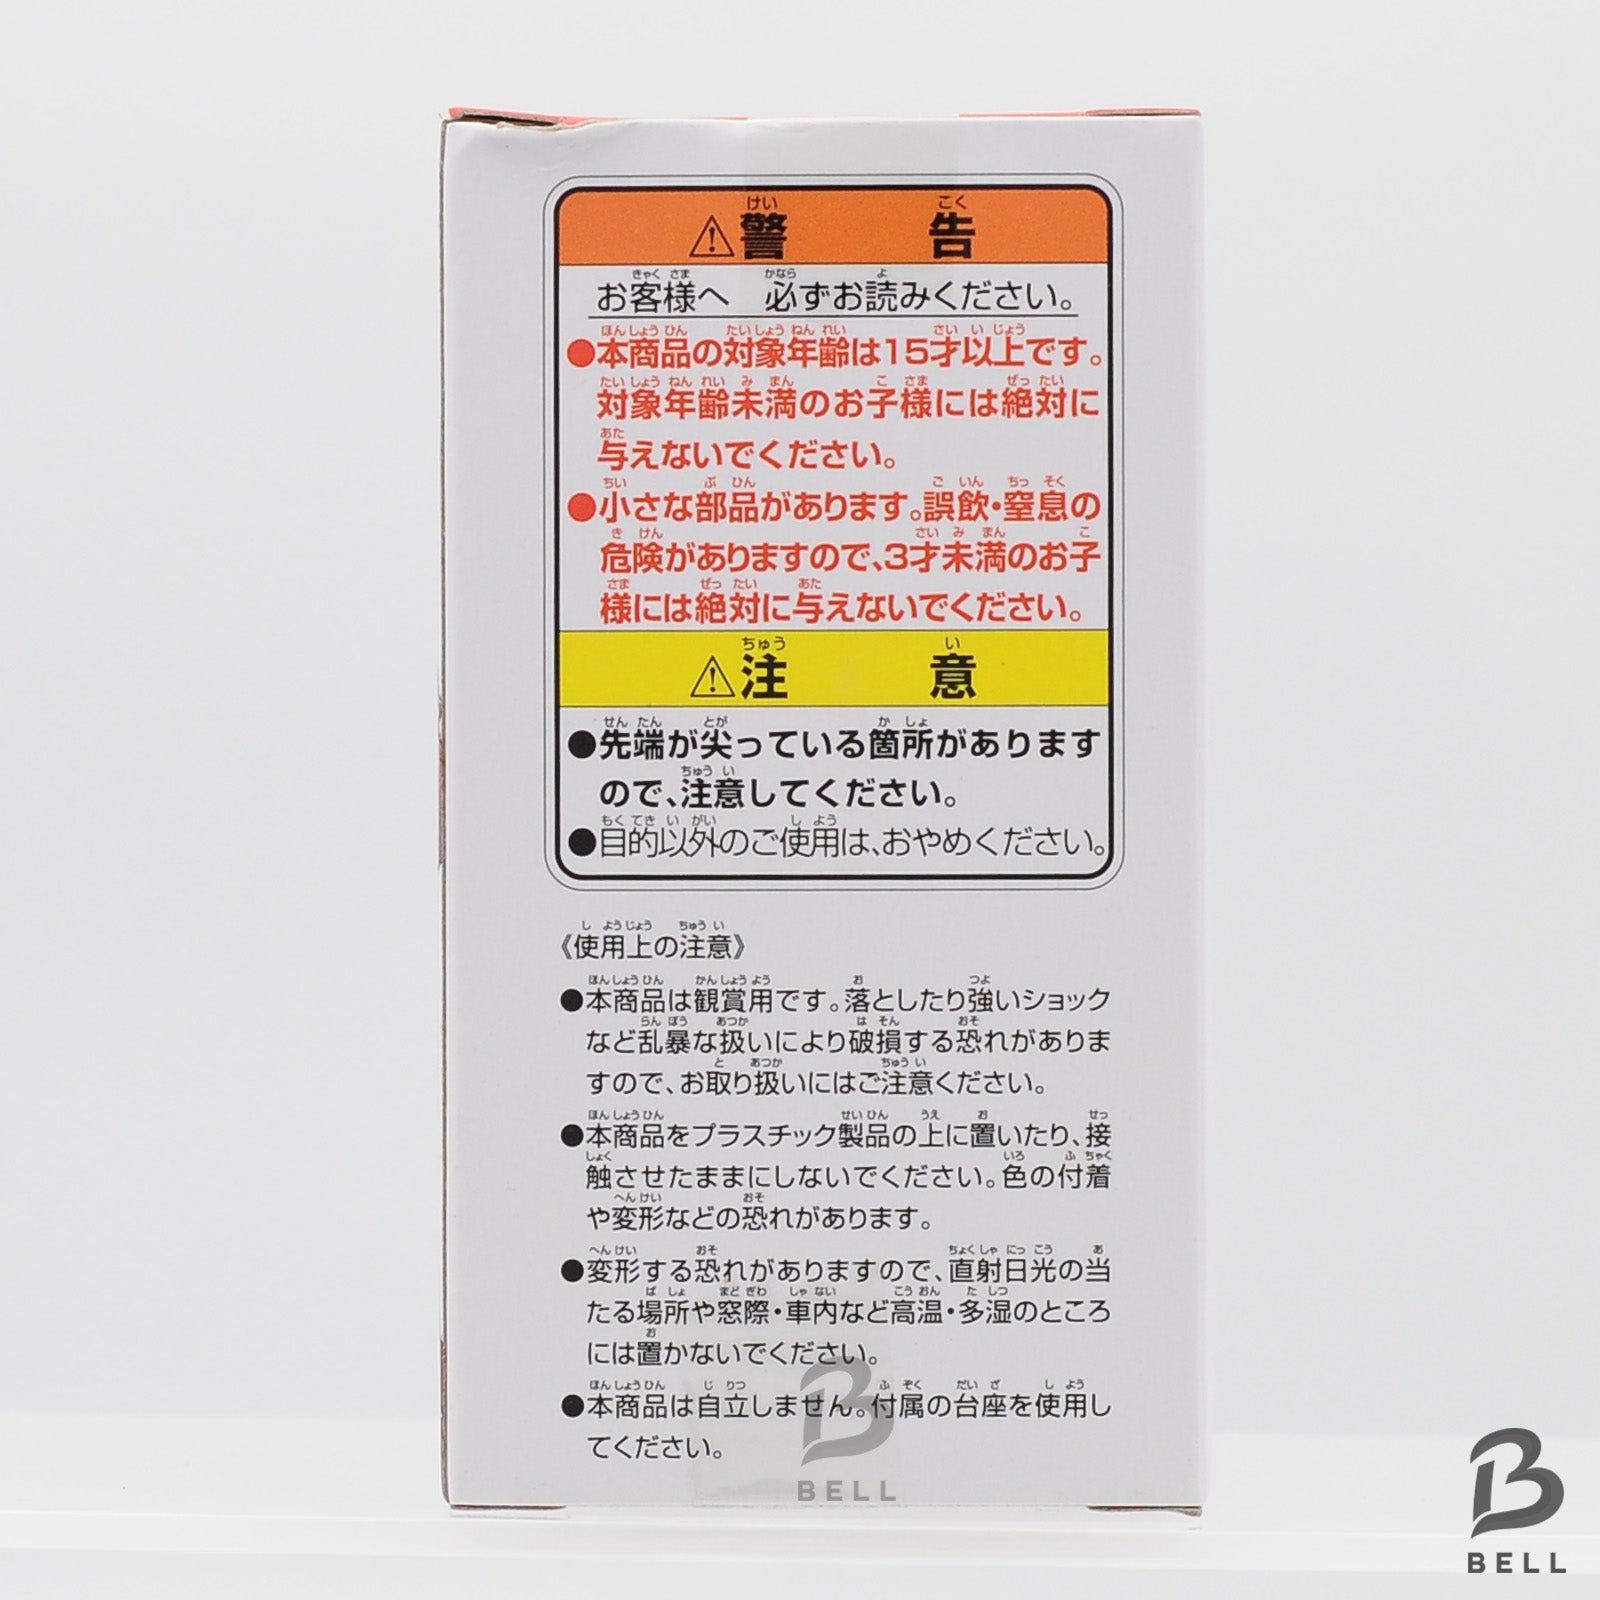 ⚠警 告
お客様へ 必ずお読みください。
●本商品の対象年齢は15才以上です。
対象年齢未満のお子様には絶対に
与えないでください。
●小さな部品があります。誤飲・窒息の
危険がありますので、3才未満のお子
様には絶対に与えないでください。
⚠注 意
●先端が尖っている箇所があります
ので、注意してください。
●目的以外のご使用は、おやめください。
《使用上の注意》
●本商品は観賞用です。落としたり強いショック
など乱暴な扱いにより破損する恐れがありま
すので、お取り扱いにはご注意ください。
●本商品をプラスチック製品の上に置いたり、接
触させたままにしないでください。色の付着
や変形などの恐れがあります。
●変形する恐れがありますので、直射日光の当
たる場所や窓際・車内など高温・多湿のところ
には置かないでください。
●本商品は自立しません。付属の台座を使用し
てください。
BELL
BELL